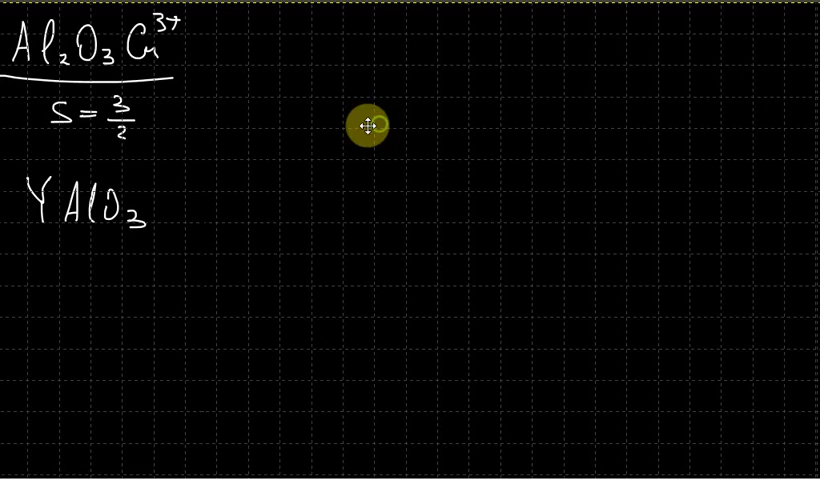 Al₂O₃Cr³⁺
S = 3/2
YAlO₃